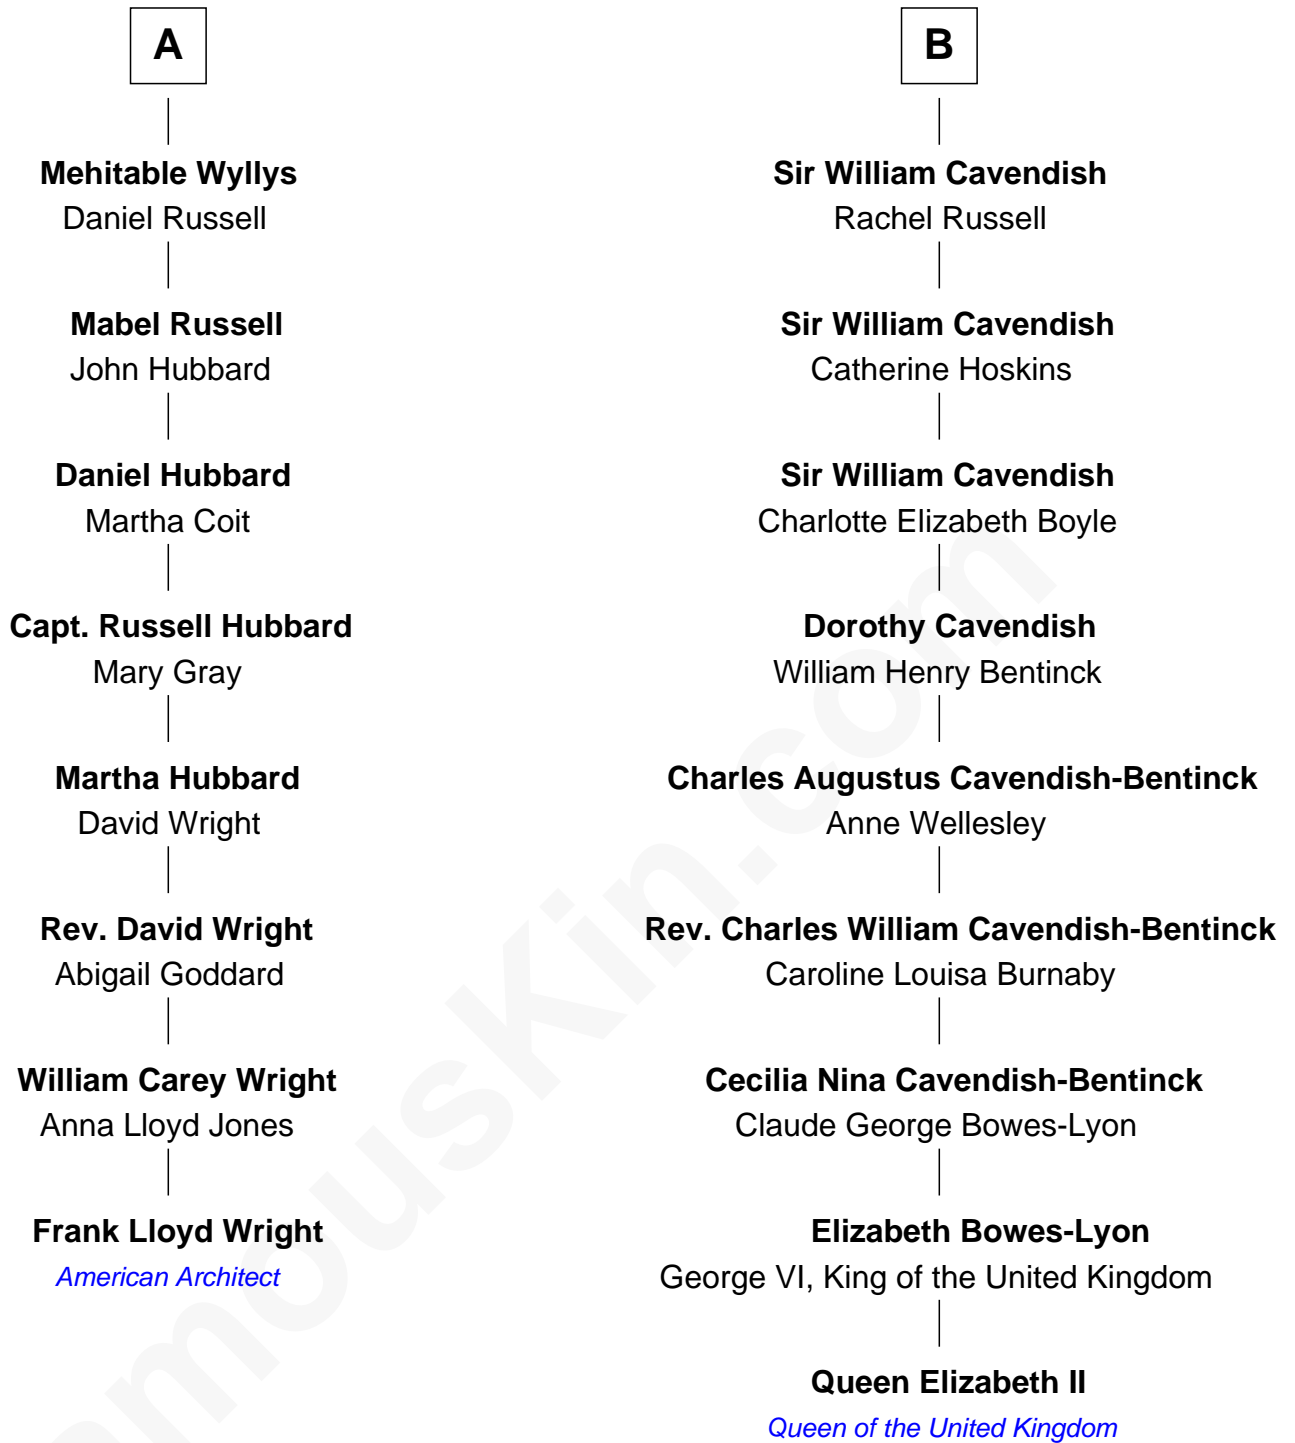 A
Mehitable Wyllys
Daniel Russell
Mabel Russell
John Hubbard
Daniel Hubbard
Martha Coit
Capt. Russell Hubbard
Mary Gray
Martha Hubbard
David Wright
Rev. David Wright
Abigail Goddard
William Carey Wright
Anna Lloyd Jones
Frank Lloyd Wright
American Architect
B
Sir William Cavendish
Rachel Russell
Sir William Cavendish
Catherine Hoskins
Sir William Cavendish
Charlotte Elizabeth Boyle
Dorothy Cavendish
William Henry Bentinck
Charles Augustus Cavendish-Bentinck
Anne Wellesley
Rev. Charles William Cavendish-Bentinck
Caroline Louisa Burnaby
Cecilia Nina Cavendish-Bentinck
Claude George Bowes-Lyon
Elizabeth Bowes-Lyon
George VI, King of the United Kingdom
Queen Elizabeth II
Queen of the United Kingdom
amousKin.com